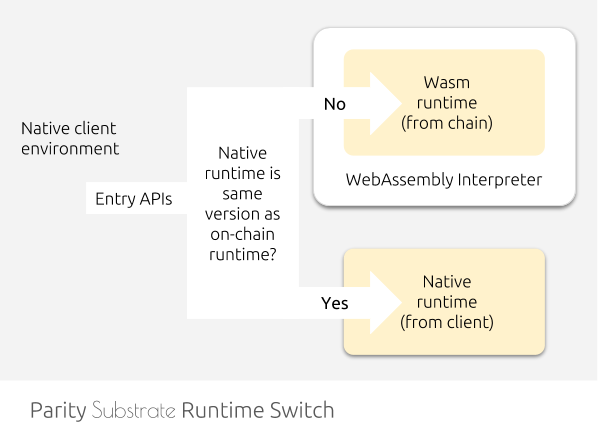 Native client
environment
Entry APIs
Native
runtime is
same
version as
on-chain
runtime?
No
Wasm
runtime
(from chain)
WebAssembly Interpreter
Yes
Native
runtime
(from client)
Parity Substrate Runtime Switch